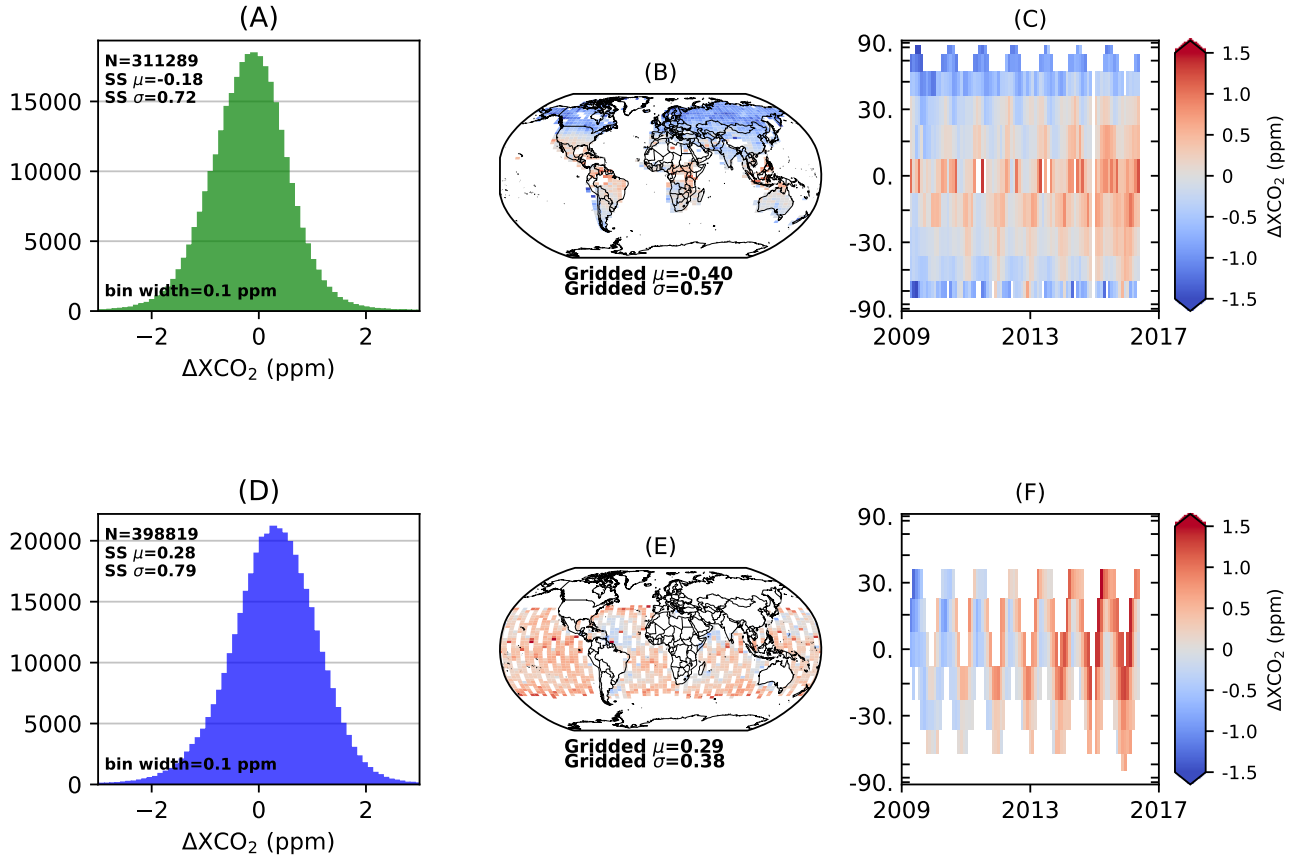 (A)
N=311289
SS μ=-0.18
SS σ=0.72
bin width=0.1 ppm
15000
10000
5000
0
−2
0
2
ΔXCO₂ (ppm)
(B)
Gridded μ=-0.40
Gridded σ=0.57
(C)
90.
30.
0.
-30.
-90.
2009
2013
2017
1.5
1.0
0.5
0
-0.5
-1.0
-1.5
ΔXCO₂ (ppm)
(D)
N=398819
SS μ=0.28
SS σ=0.79
bin width=0.1 ppm
20000
15000
10000
5000
0
−2
0
2
ΔXCO₂ (ppm)
(E)
Gridded μ=0.29
Gridded σ=0.38
(F)
90.
30.
0.
-30.
-90.
2009
2013
2017
1.5
1.0
0.5
0
-0.5
-1.0
-1.5
ΔXCO₂ (ppm)